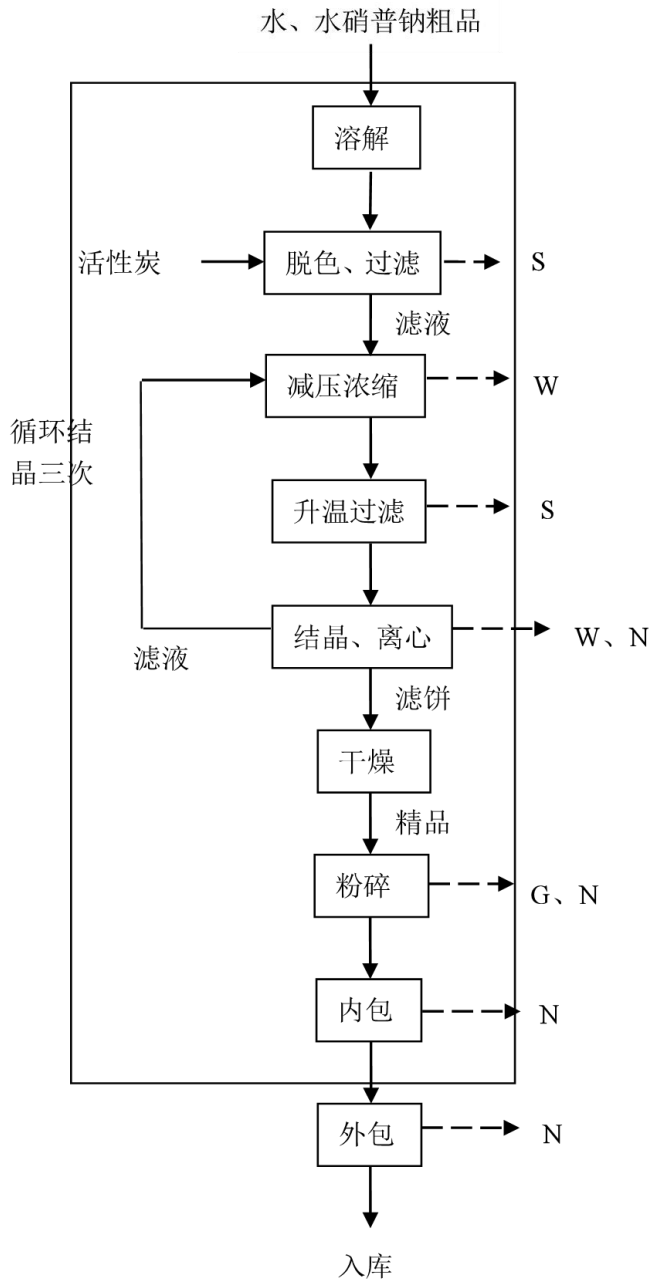 水、水硝普钠粗品
溶解
活性炭
脱色、过滤
S
滤液
减压浓缩
W
循环结
晶三次
升温过滤
S
结晶、离心
W、N
滤液
滤饼
干燥
精品
粉碎
G、N
内包
N
外包
N
入库